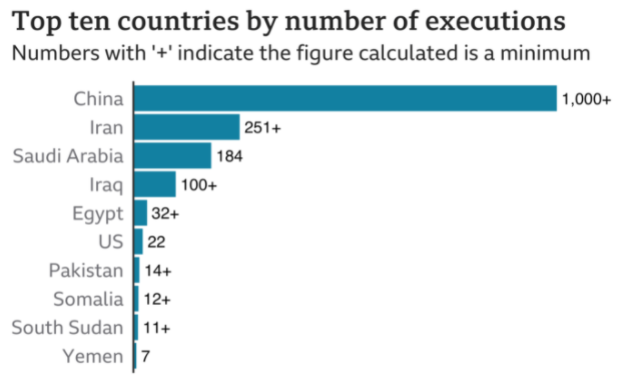 Top ten countries by number of executions
Numbers with '+' indicate the figure calculated is a minimum
China 1,000+
Iran 251+
Saudi Arabia 184
Iraq 100+
Egypt 32+
US 22
Pakistan 14+
Somalia 12+
South Sudan 11+
Yemen 7